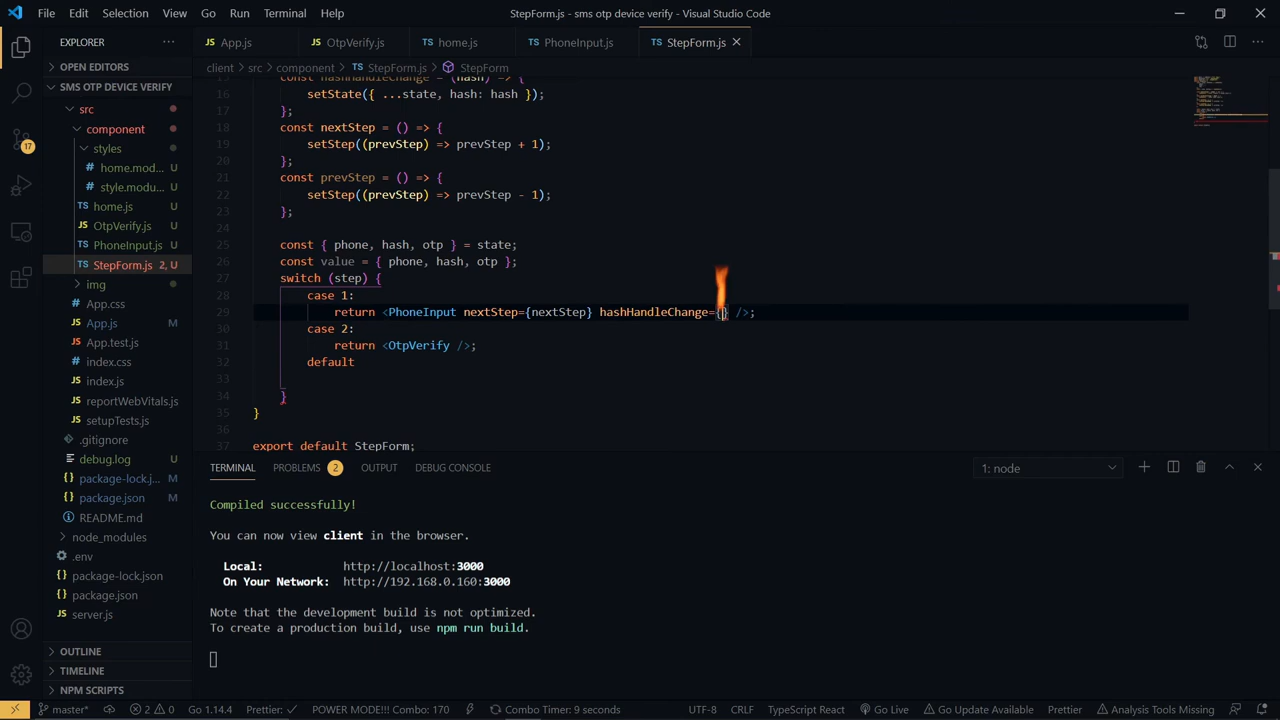 File Edit Selection View Go Run Terminal Help
StepForm.js - sms otp device verify - Visual Studio Code
EXPLORER
App.js OtpVerify.js home.js PhoneInput.js StepForm.js
client > src > component > StepForm.js > StepForm
OPEN EDITORS
SMS OTP DEVICE VERIFY
src
component
styles
# home.mod... U
# style.modu... U
TS home.js U
TS OtpVerify.js U
TS PhoneInput.js U
TS StepForm.js 2, U
img
# App.css
TS App.js M
TS App.test.js
# index.css
TS index.js
TS reportWebVitals.js
TS setupTests.js
.gitignore
debug.log U
{} package-lock.j... M
{} package.json M
README.md
node_modules
.env
{} package-lock.json
{} package.json
server.js
OUTLINE
TIMELINE
NPM SCRIPTS
17
15 const hashHandleChange = (hash) => {
16 setState({ ...state, hash: hash });
17 };
18 const nextStep = () => {
19 setStep((prevStep) => prevStep + 1);
20 };
21 const prevStep = () => {
22 setStep((prevStep) => prevStep - 1);
23 };
24
25 const { phone, hash, otp } = state;
26 const value = { phone, hash, otp };
27 switch (step) {
28 case 1:
29 return <PhoneInput nextStep={nextStep} hashHandleChange={} />;
30 case 2:
31 return <OtpVerify />;
32 default
33
34 }
35 }
36
37 export default StepForm;
TERMINAL PROBLEMS 2 OUTPUT DEBUG CONSOLE 1: node
Compiled successfully!
You can now view client in the browser.
Local: http://localhost:3000
On Your Network: http://192.168.0.160:3000
Note that the development build is not optimized.
To create a production build, use npm run build.
master* 2 0 Go 1.14.4 Prettier: ✓ POWER MODE!!! Combo: 170 Combo Timer: 9 seconds UTF-8 CRLF TypeScript React Go Live Go Update Available Prettier Analysis Tools Missing